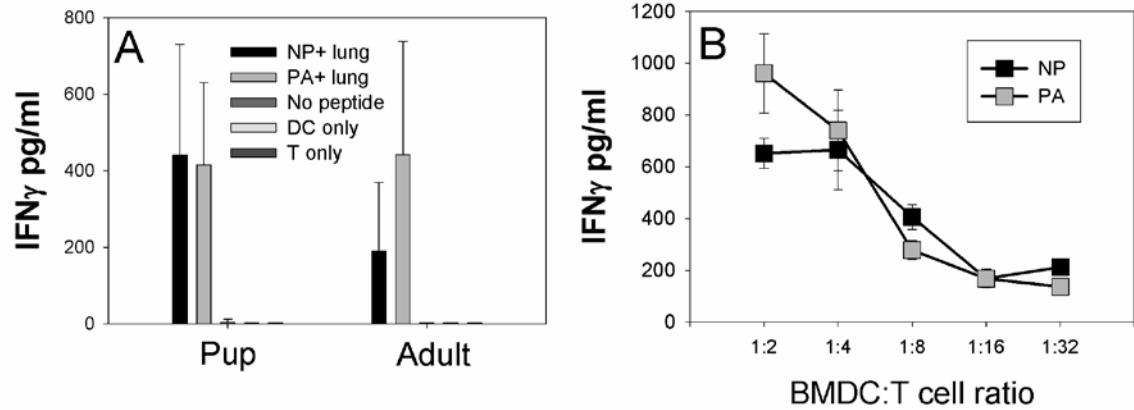 A
800
600
400
200
0
IFNγ pg/ml
NP+ lung
PA+ lung
No peptide
DC only
T only
Pup Adult
B
1200
1000
800
600
400
200
0
IFNγ pg/ml
NP
PA
1:2 1:4 1:8 1:16 1:32
BMDC:T cell ratio